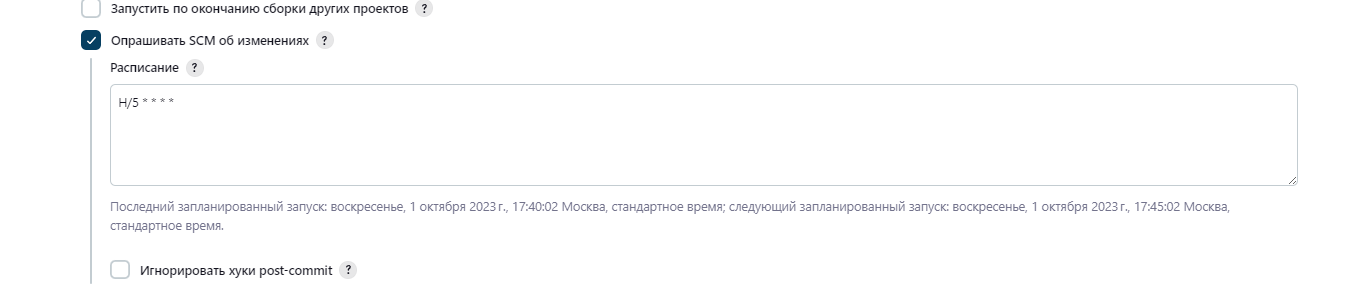 Запустить по окончанию сборки других проектов ?
Опрашивать SCM об изменениях ?
Расписание ?
H/5 * * * *
Последний запланированный запуск: воскресенье, 1 октября 2023 г., 17:40:02 Москва, стандартное время; следующий запланированный запуск: воскресенье, 1 октября 2023 г., 17:45:02 Москва,
стандартное время.
Игнорировать хуки post-commit ?